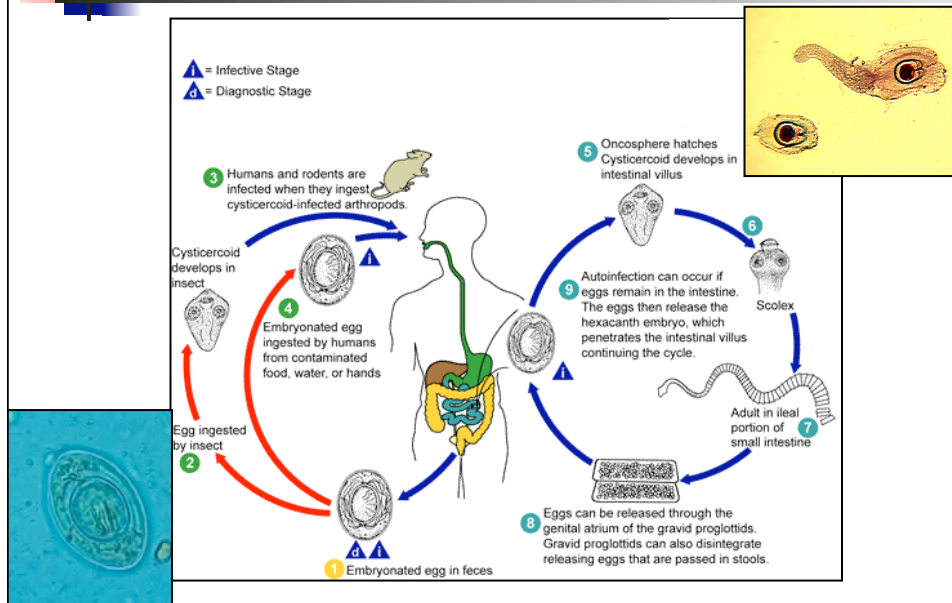 i = Infective Stage
d = Diagnostic Stage
3 Humans and rodents are
infected when they ingest
cysticercoid-infected arthropods.
Cysticercoid
develops in
insect
i
4
Embryonated egg
ingested by humans
from contaminated
food, water, or hands
Egg ingested
by insect
2
d i
1 Embryonated egg in feces
5 Oncosphere hatches
Cysticercoid develops in
intestinal villus
6
Scolex
9 Autoinfection can occur if
eggs remain in the intestine.
The eggs then release the
hexacanth embryo, which
penetrates the intestinal villus
continuing the cycle.
i
Adult in ileal
portion of 7
small intestine
8 Eggs can be released through the
genital atrium of the gravid proglottids.
Gravid proglottids can also disintegrate
releasing eggs that are passed in stools.